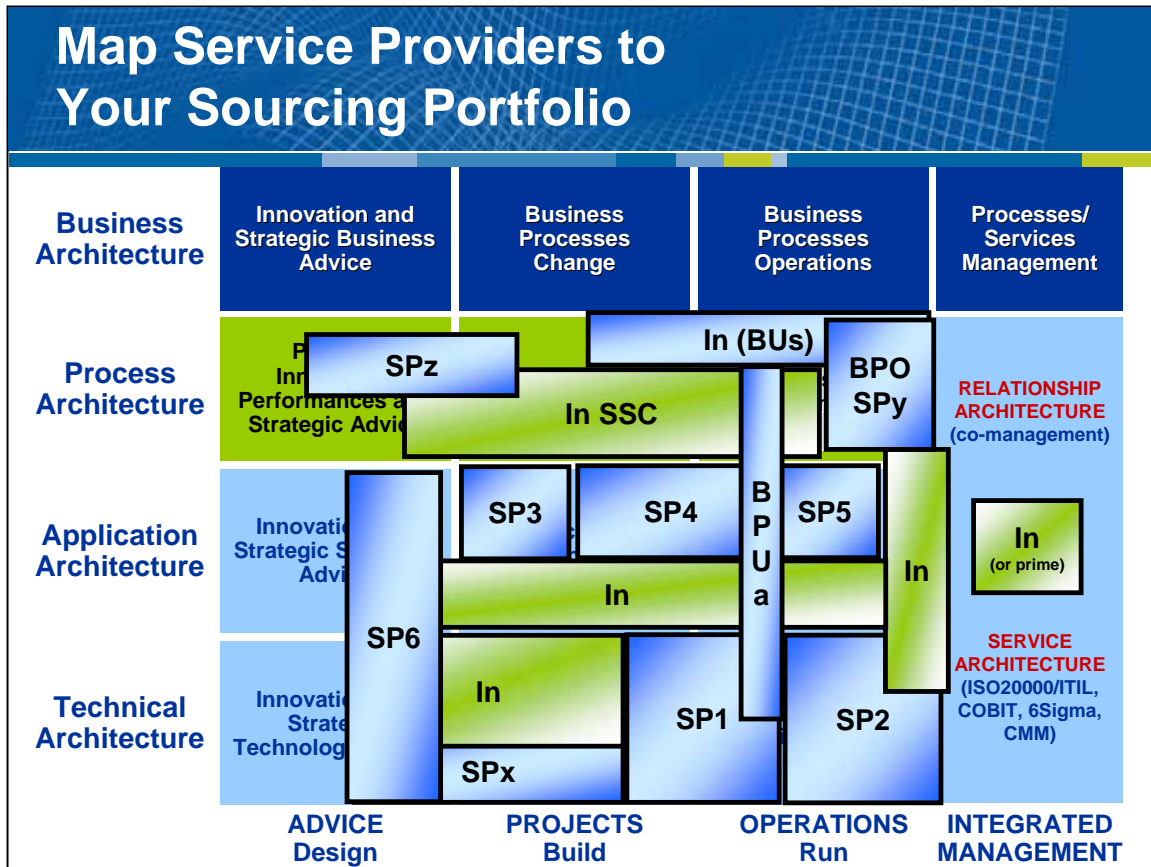 Map Service Providers to
Your Sourcing Portfolio
Business
Architecture
Innovation and
Strategic Business
Advice
Business
Processes
Change
Business
Processes
Operations
Processes/
Services
Management
Process
Architecture
SPz
Performances
Strategic
In SSC
In (BUs)
BPO
SPy
RELATIONSHIP
ARCHITECTURE
(co-management)
Application
Architecture
Strategic
SP3
SP4
B
P
U
a
SP5
In
In
In
(or prime)
Technical
Architecture
SP6
In
SPx
SP1
SP2
SERVICE
ARCHITECTURE
(ISO20000/ITIL,
COBIT, 6Sigma,
CMM)
ADVICE
Design
PROJECTS
Build
OPERATIONS
Run
INTEGRATED
MANAGEMENT